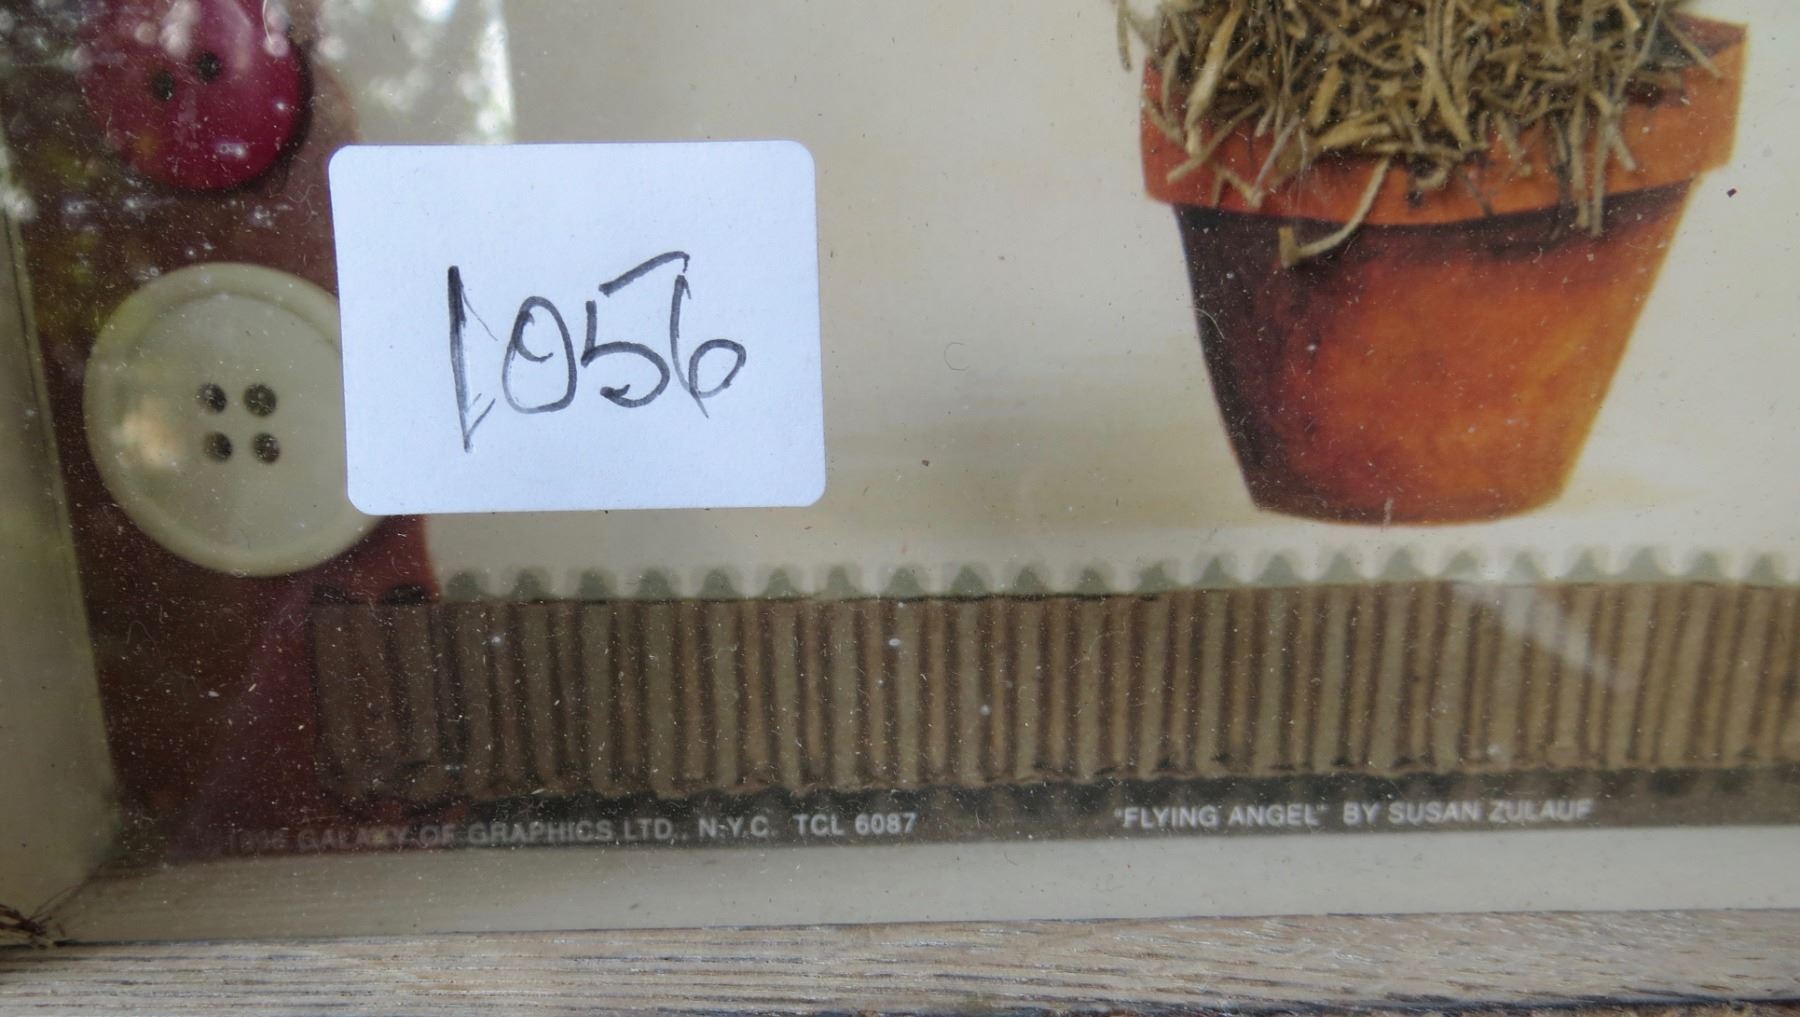 1056
GALAXY OF GRAPHICS LTD., N.Y.C. TCL 6087
"FLYING ANGEL" BY SUSAN ZULAUF